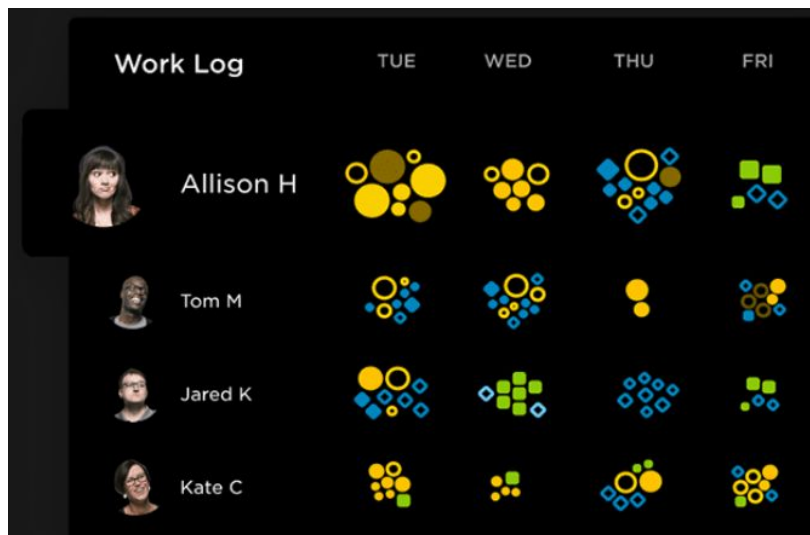 Work Log TUE WED THU FRI
Allison H
Tom M
Jared K
Kate C